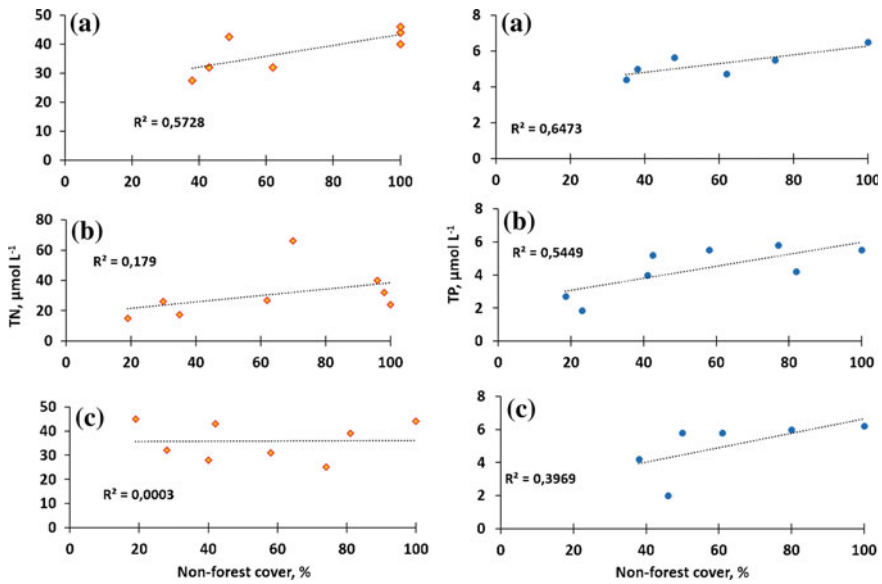 (a)
50
40
30
20
10
0
R² = 0,5728
0 20 40 60 80 100
(a)
8
6
4
2
0
R² = 0,6473
0 20 40 60 80 100
(b)
80
60
40
20
0
R² = 0,179
0 20 40 60 80 100
TN, µmol L⁻¹
(b)
8
6
4
2
0
R² = 0,5449
0 20 40 60 80 100
TP, µmol L⁻¹
(c)
50
40
30
20
10
0
R² = 0,0003
0 20 40 60 80 100
Non-forest cover, %
(c)
8
6
4
2
0
R² = 0,3969
0 20 40 60 80 100
Non-forest cover, %